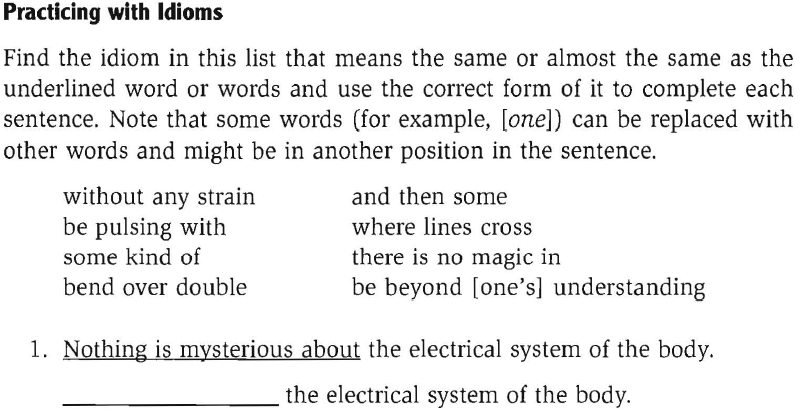 Practicing with Idioms
Find the idiom in this list that means the same or almost the same as the
underlined word or words and use the correct form of it to complete each
sentence. Note that some words (for example, [one]) can be replaced with
other words and might be in another position in the sentence.
without any strain and then some
be pulsing with where lines cross
some kind of there is no magic in
bend over double be beyond [one's] understanding
1. Nothing is mysterious about the electrical system of the body.
____________________ the electrical system of the body.